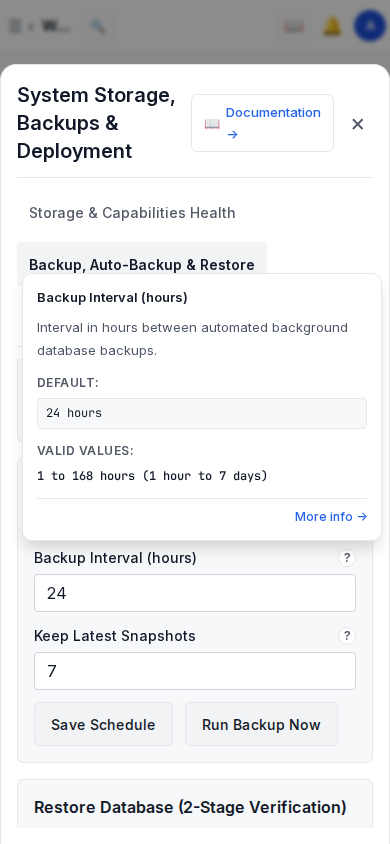 W...
A
System Storage,
Backups &
Deployment
Documentation
→
×
Storage & Capabilities Health
Backup, Auto-Backup & Restore
Backup Interval (hours)
Interval in hours between automated background
database backups.
DEFAULT:
24 hours
VALID VALUES:
1 to 168 hours (1 hour to 7 days)
More info →
Backup Interval (hours) ?
24
Keep Latest Snapshots ?
7
Save Schedule Run Backup Now
Restore Database (2-Stage Verification)